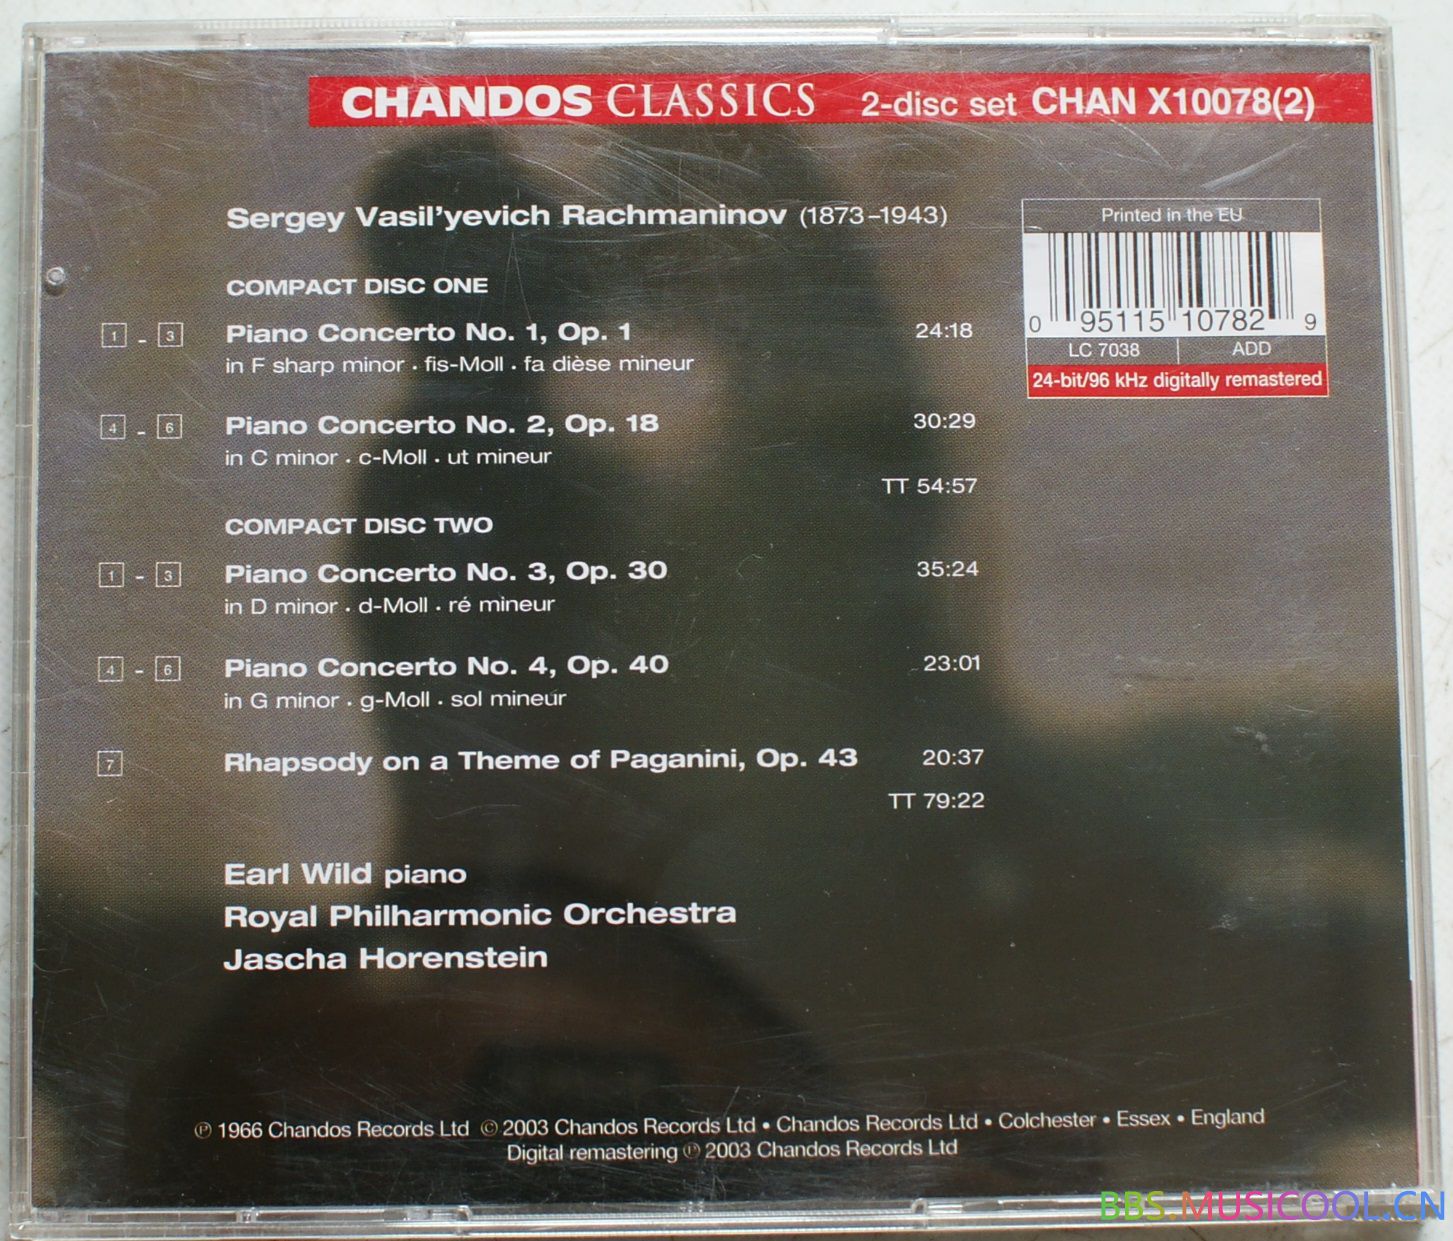 CHANDOS CLASSICS 2-disc set CHAN X10078(2)
Sergey Vasil'yevich Rachmaninov (1873–1943)
Printed in the EU
0 95115 10782 9
LC 7038 ADD
24-bit/96 kHz digitally remastered
COMPACT DISC ONE
1 - 3 Piano Concerto No. 1, Op. 1 24:18
in F sharp minor · fis-Moll · fa dièse mineur
4 - 6 Piano Concerto No. 2, Op. 18 30:29
in C minor · c-Moll · ut mineur
TT 54:57
COMPACT DISC TWO
1 - 3 Piano Concerto No. 3, Op. 30 35:24
in D minor · d-Moll · ré mineur
4 - 6 Piano Concerto No. 4, Op. 40 23:01
in G minor · g-Moll · sol mineur
7 Rhapsody on a Theme of Paganini, Op. 43 20:37
TT 79:22
Earl Wild piano
Royal Philharmonic Orchestra
Jascha Horenstein
℗ 1966 Chandos Records Ltd © 2003 Chandos Records Ltd • Chandos Records Ltd • Colchester • Essex • England
Digital remastering ℗ 2003 Chandos Records Ltd
BBS.MUSICOOL.CN